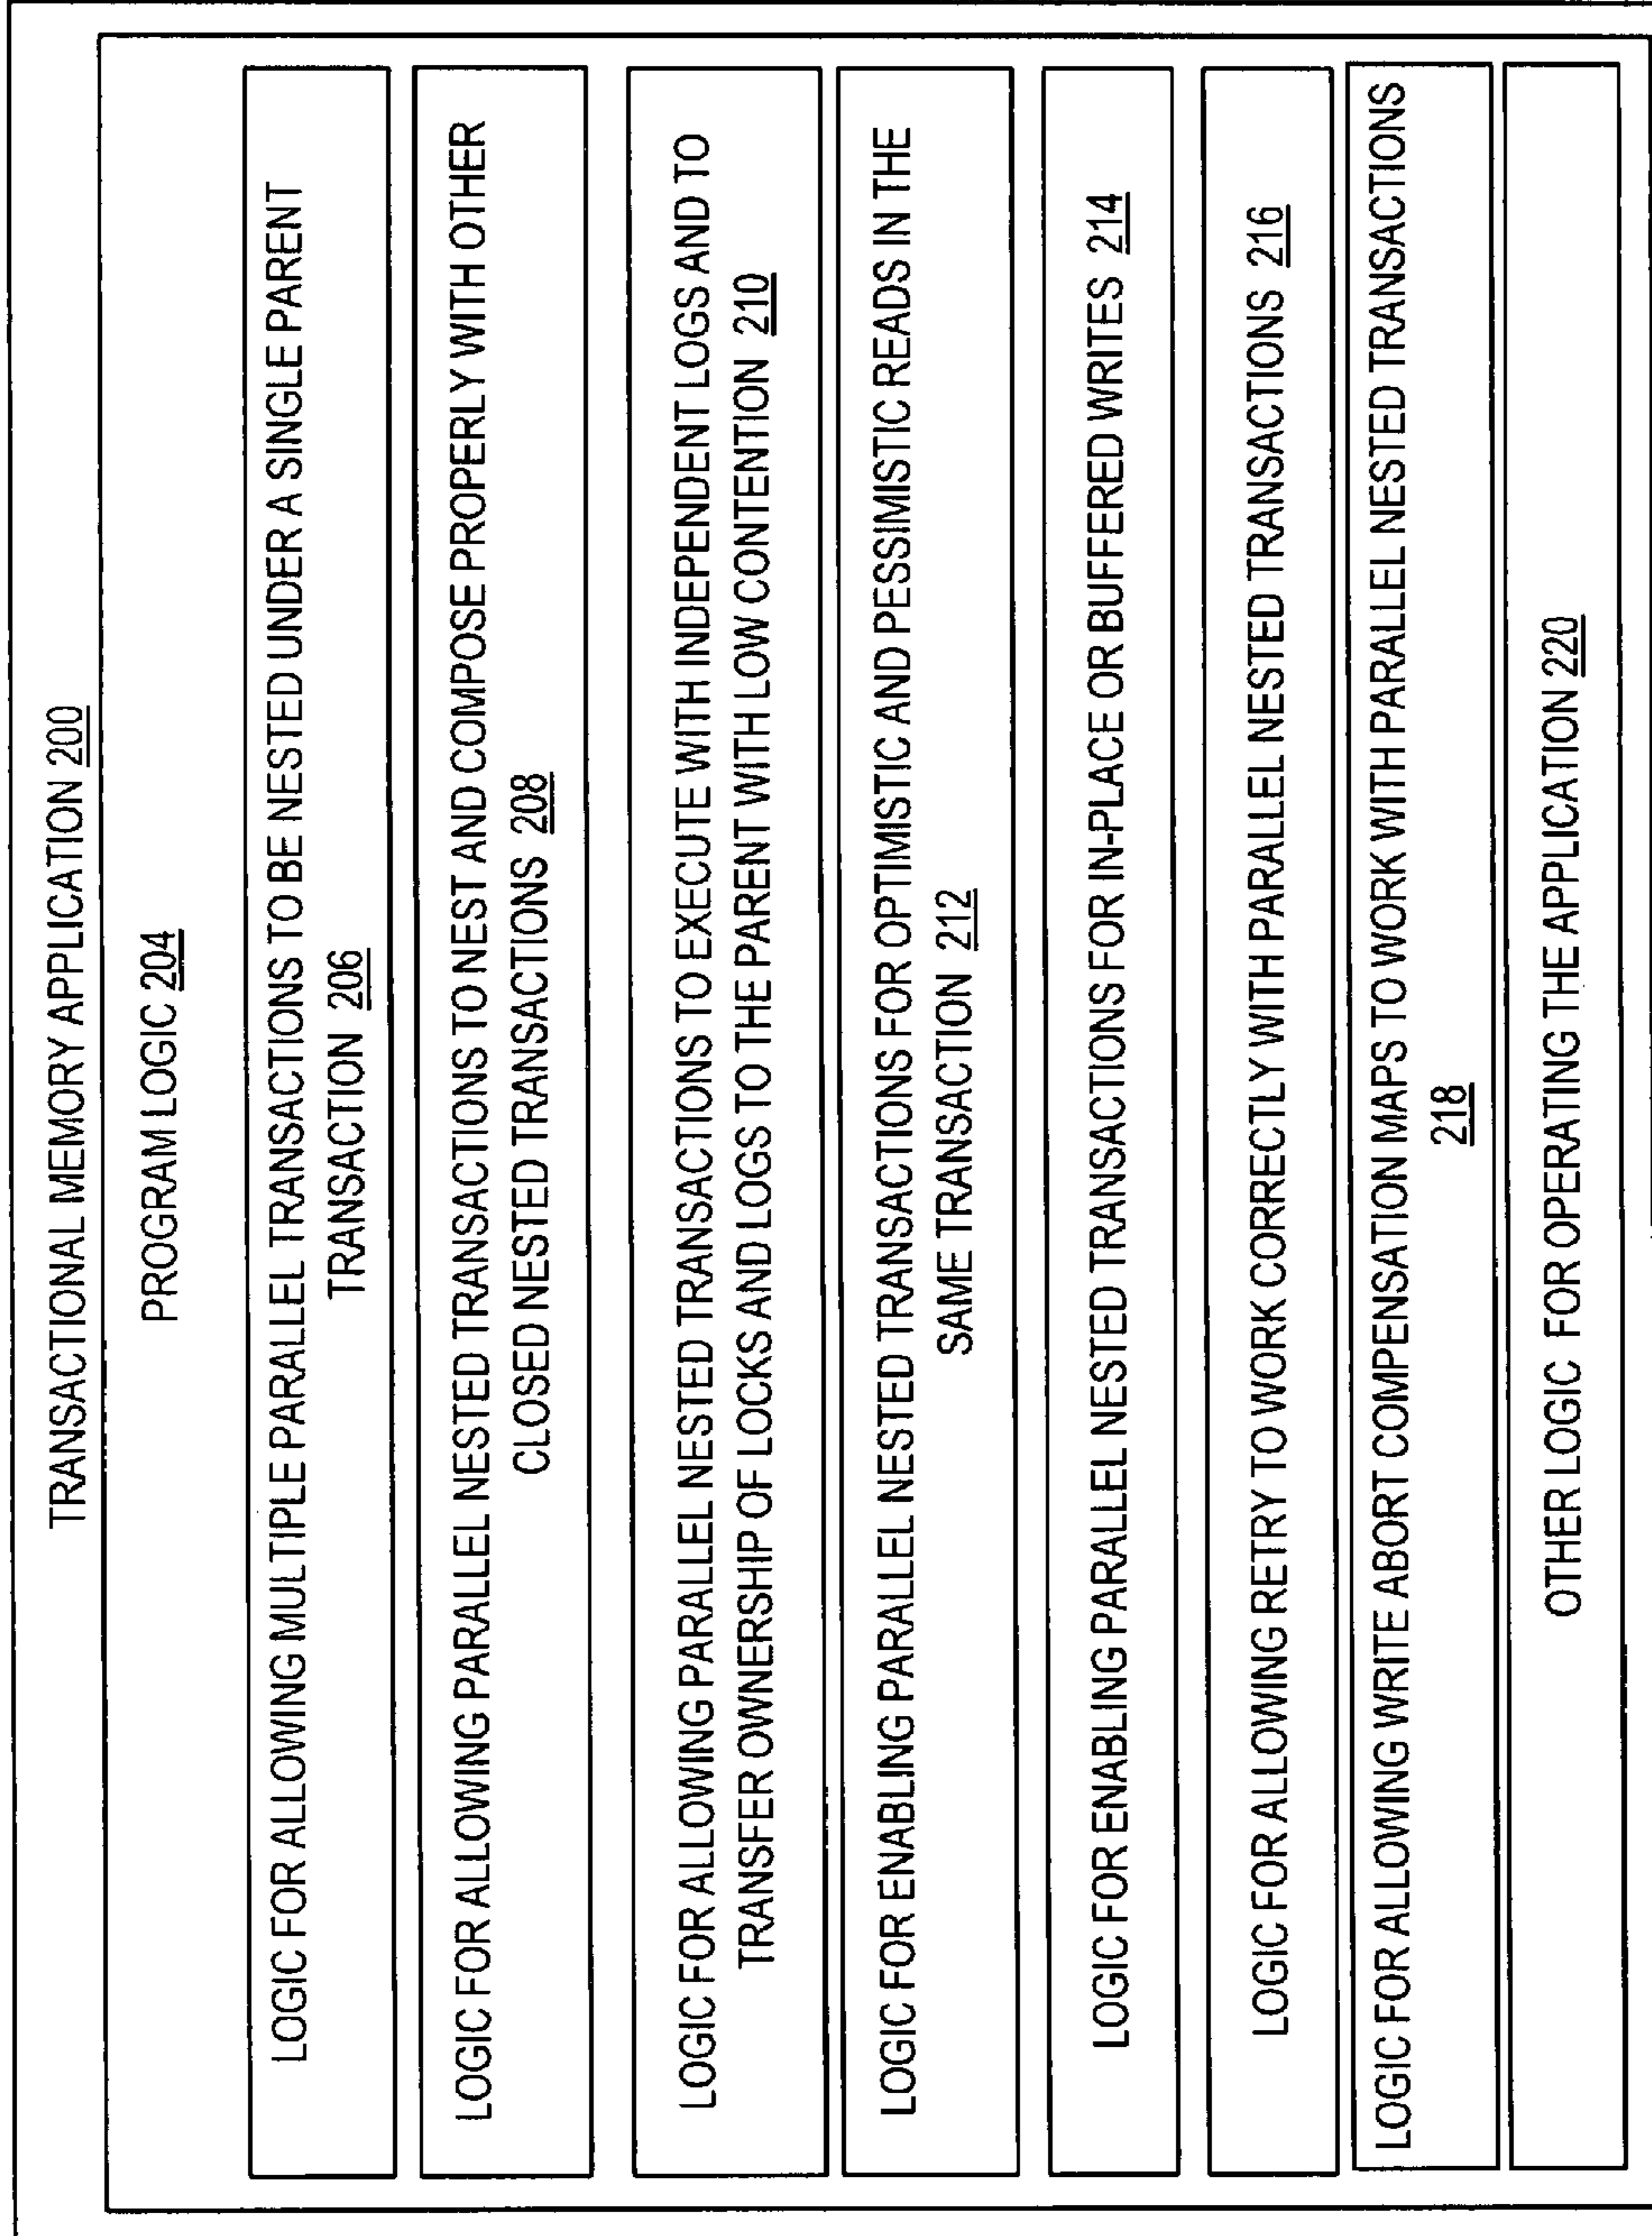 TRANSACTIONAL MEMORY APPLICATION 200
PROGRAM LOGIC 204
LOGIC FOR ALLOWING MULTIPLE PARALLEL TRANSACTIONS TO BE NESTED UNDER A SINGLE PARENT
TRANSACTION 206
LOGIC FOR ALLOWING PARALLEL NESTED TRANSACTIONS TO NEST AND COMPOSE PROPERLY WITH OTHER
CLOSED NESTED TRANSACTIONS 208
LOGIC FOR ALLOWING PARALLEL NESTED TRANSACTIONS TO EXECUTE WITH INDEPENDENT LOGS AND TO
TRANSFER OWNERSHIP OF LOCKS AND LOGS TO THE PARENT WITH LOW CONTENTION 210
LOGIC FOR ENABLING PARALLEL NESTED TRANSACTIONS FOR OPTIMISTIC AND PESSIMISTIC READS IN THE
SAME TRANSACTION 212
LOGIC FOR ENABLING PARALLEL NESTED TRANSACTIONS FOR IN-PLACE OR BUFFERED WRITES 214
LOGIC FOR ALLOWING RETRY TO WORK CORRECTLY WITH PARALLEL NESTED TRANSACTIONS 216
LOGIC FOR ALLOWING WRITE ABORT COMPENSATION MAPS TO WORK WITH PARALLEL NESTED TRANSACTIONS
218
OTHER LOGIC FOR OPERATING THE APPLICATION 220